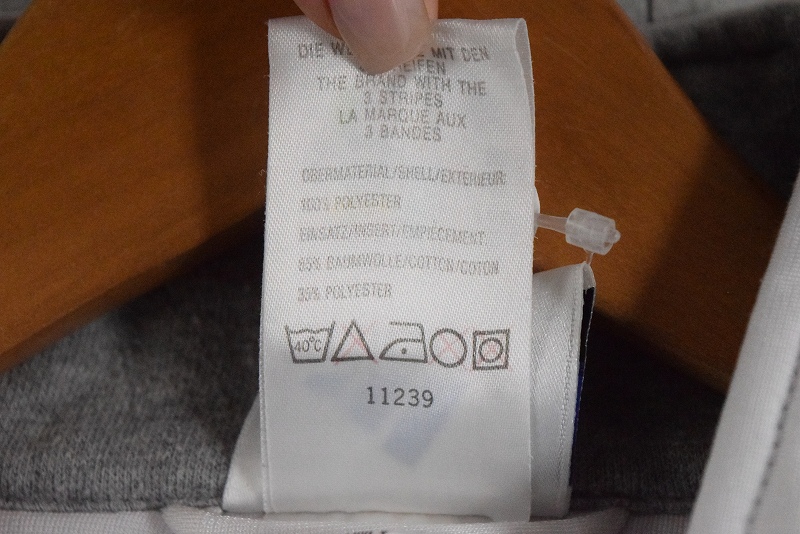 DIE MIT DEN
THE BRAND WITH THE
3 STRIPES
LA MARQUE AUX
3 BANDES
OBERMATERIAL/SHELL/EXTÉRIEUR:
100% POLYESTER
EINSATZ/INSERT/EMPIÈCEMENT:
65% BAUMWOLLE/COTTON/COTON
35% POLYESTER
40°C
11239